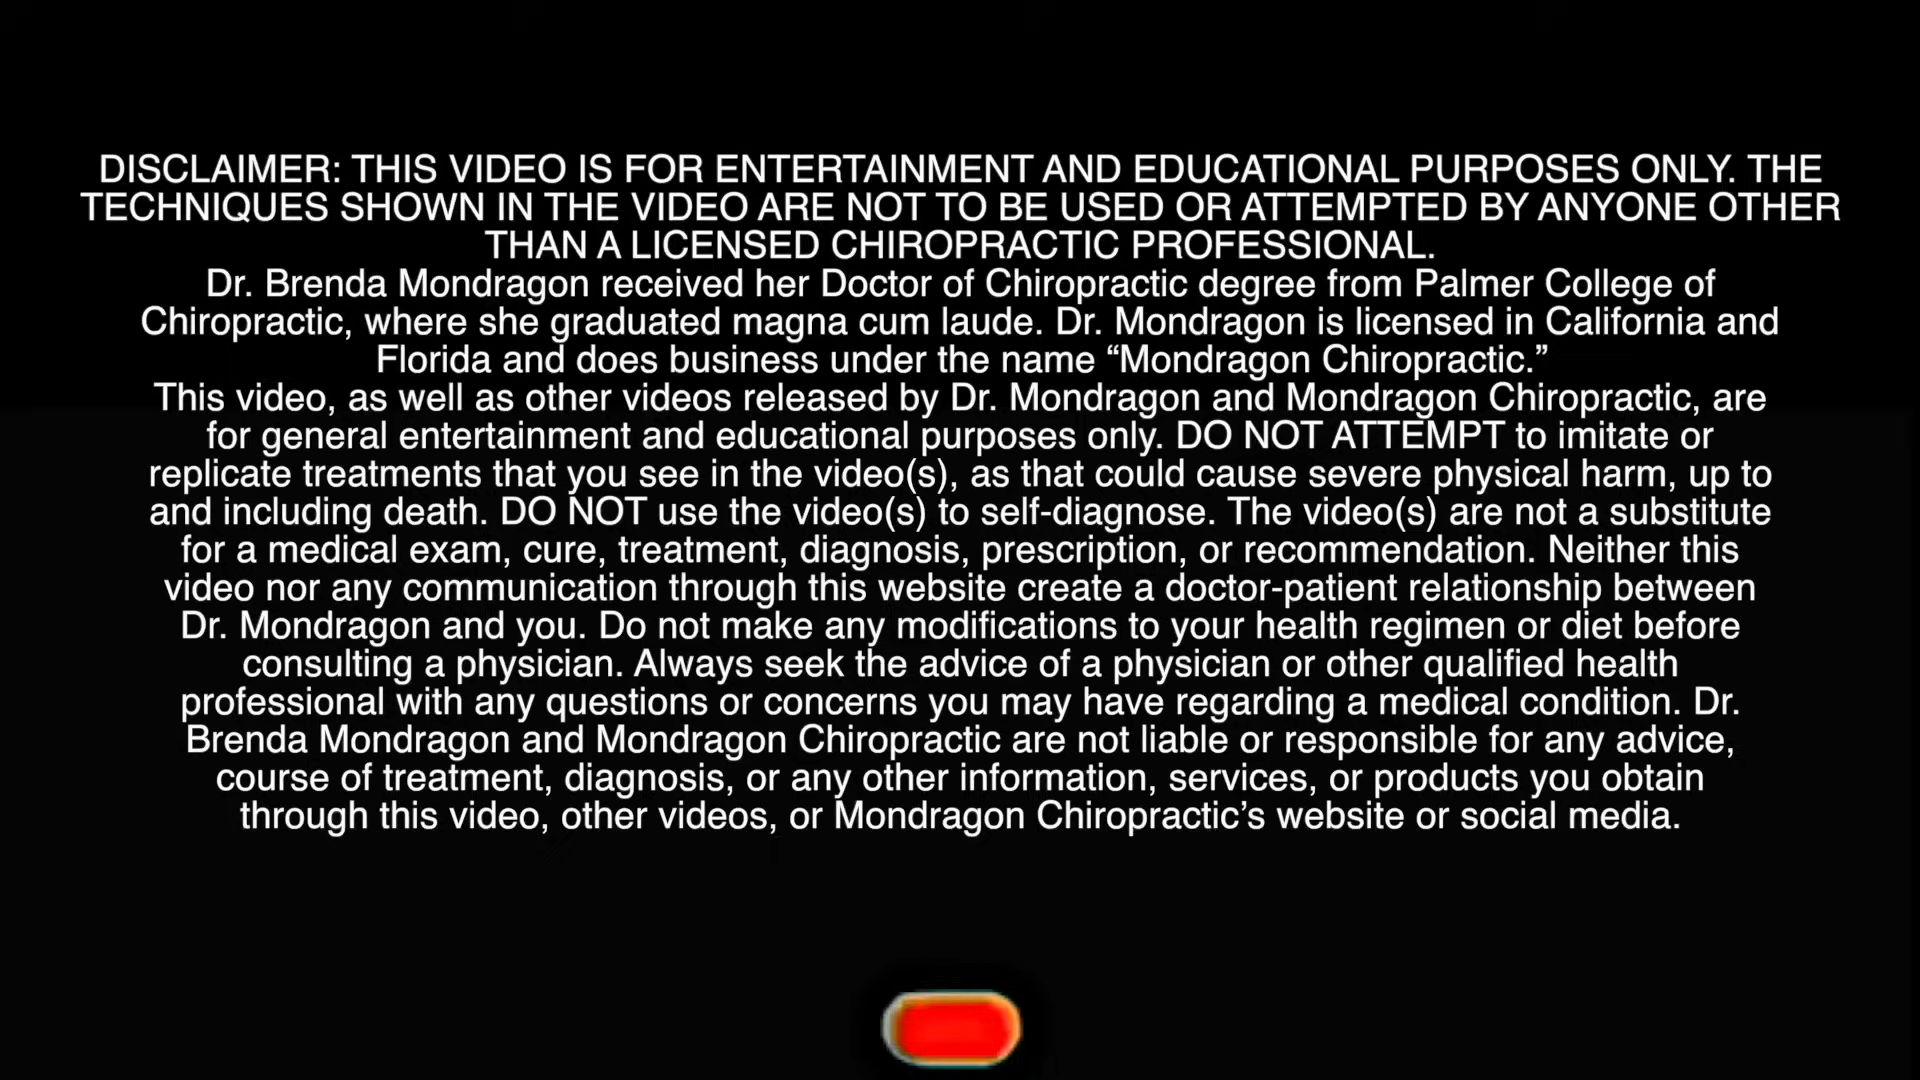 DISCLAIMER: THIS VIDEO IS FOR ENTERTAINMENT AND EDUCATIONAL PURPOSES ONLY. THE
TECHNIQUES SHOWN IN THE VIDEO ARE NOT TO BE USED OR ATTEMPTED BY ANYONE OTHER
THAN A LICENSED CHIROPRACTIC PROFESSIONAL.
Dr. Brenda Mondragon received her Doctor of Chiropractic degree from Palmer College of
Chiropractic, where she graduated magna cum laude. Dr. Mondragon is licensed in California and
Florida and does business under the name “Mondragon Chiropractic.”
This video, as well as other videos released by Dr. Mondragon and Mondragon Chiropractic, are
for general entertainment and educational purposes only. DO NOT ATTEMPT to imitate or
replicate treatments that you see in the video(s), as that could cause severe physical harm, up to
and including death. DO NOT use the video(s) to self-diagnose. The video(s) are not a substitute
for a medical exam, cure, treatment, diagnosis, prescription, or recommendation. Neither this
video nor any communication through this website create a doctor-patient relationship between
Dr. Mondragon and you. Do not make any modifications to your health regimen or diet before
consulting a physician. Always seek the advice of a physician or other qualified health
professional with any questions or concerns you may have regarding a medical condition. Dr.
Brenda Mondragon and Mondragon Chiropractic are not liable or responsible for any advice,
course of treatment, diagnosis, or any other information, services, or products you obtain
through this video, other videos, or Mondragon Chiropractic’s website or social media.